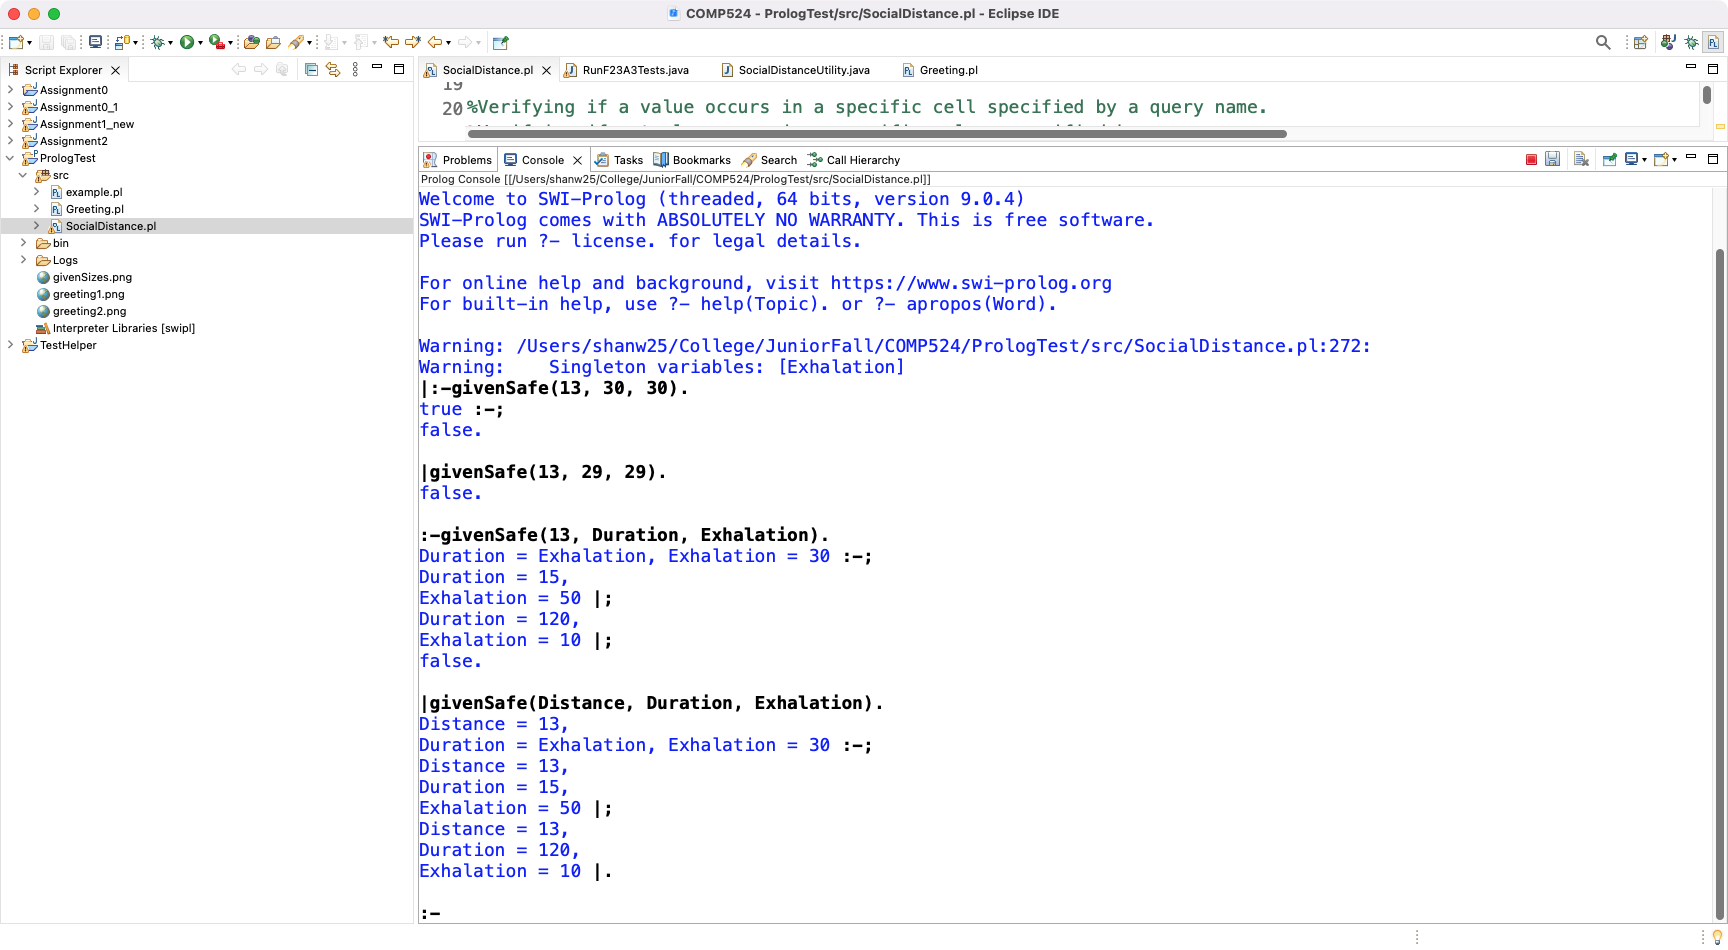 COMP524 - PrologTest/src/SocialDistance.pl - Eclipse IDE
Script Explorer
Assignment0
Assignment0_1
Assignment1_new
Assignment2
PrologTest
src
example.pl
Greeting.pl
SocialDistance.pl
bin
Logs
givenSizes.png
greeting1.png
greeting2.png
Interpreter Libraries [swipl]
TestHelper
SocialDistance.pl RunF23A3Tests.java SocialDistanceUtility.java Greeting.pl
19
20 %Verifying if a value occurs in a specific cell specified by a query name.
Problems Console Tasks Bookmarks Search Call Hierarchy
Prolog Console [[/Users/shanw25/College/JuniorFall/COMP524/PrologTest/src/SocialDistance.pl]]
Welcome to SWI-Prolog (threaded, 64 bits, version 9.0.4)
SWI-Prolog comes with ABSOLUTELY NO WARRANTY. This is free software.
Please run ?- license. for legal details.
For online help and background, visit https://www.swi-prolog.org
For built-in help, use ?- help(Topic). or ?- apropos(Word).
Warning: /Users/shanw25/College/JuniorFall/COMP524/PrologTest/src/SocialDistance.pl:272:
Warning:    Singleton variables: [Exhalation]
|:-givenSafe(13, 30, 30).
true :-;
false.
|givenSafe(13, 29, 29).
false.
:-givenSafe(13, Duration, Exhalation).
Duration = Exhalation, Exhalation = 30 :-;
Duration = 15,
Exhalation = 50 |;
Duration = 120,
Exhalation = 10 |;
false.
|givenSafe(Distance, Duration, Exhalation).
Distance = 13,
Duration = Exhalation, Exhalation = 30 :-;
Distance = 13,
Duration = 15,
Exhalation = 50 |;
Distance = 13,
Duration = 120,
Exhalation = 10 |.
:-